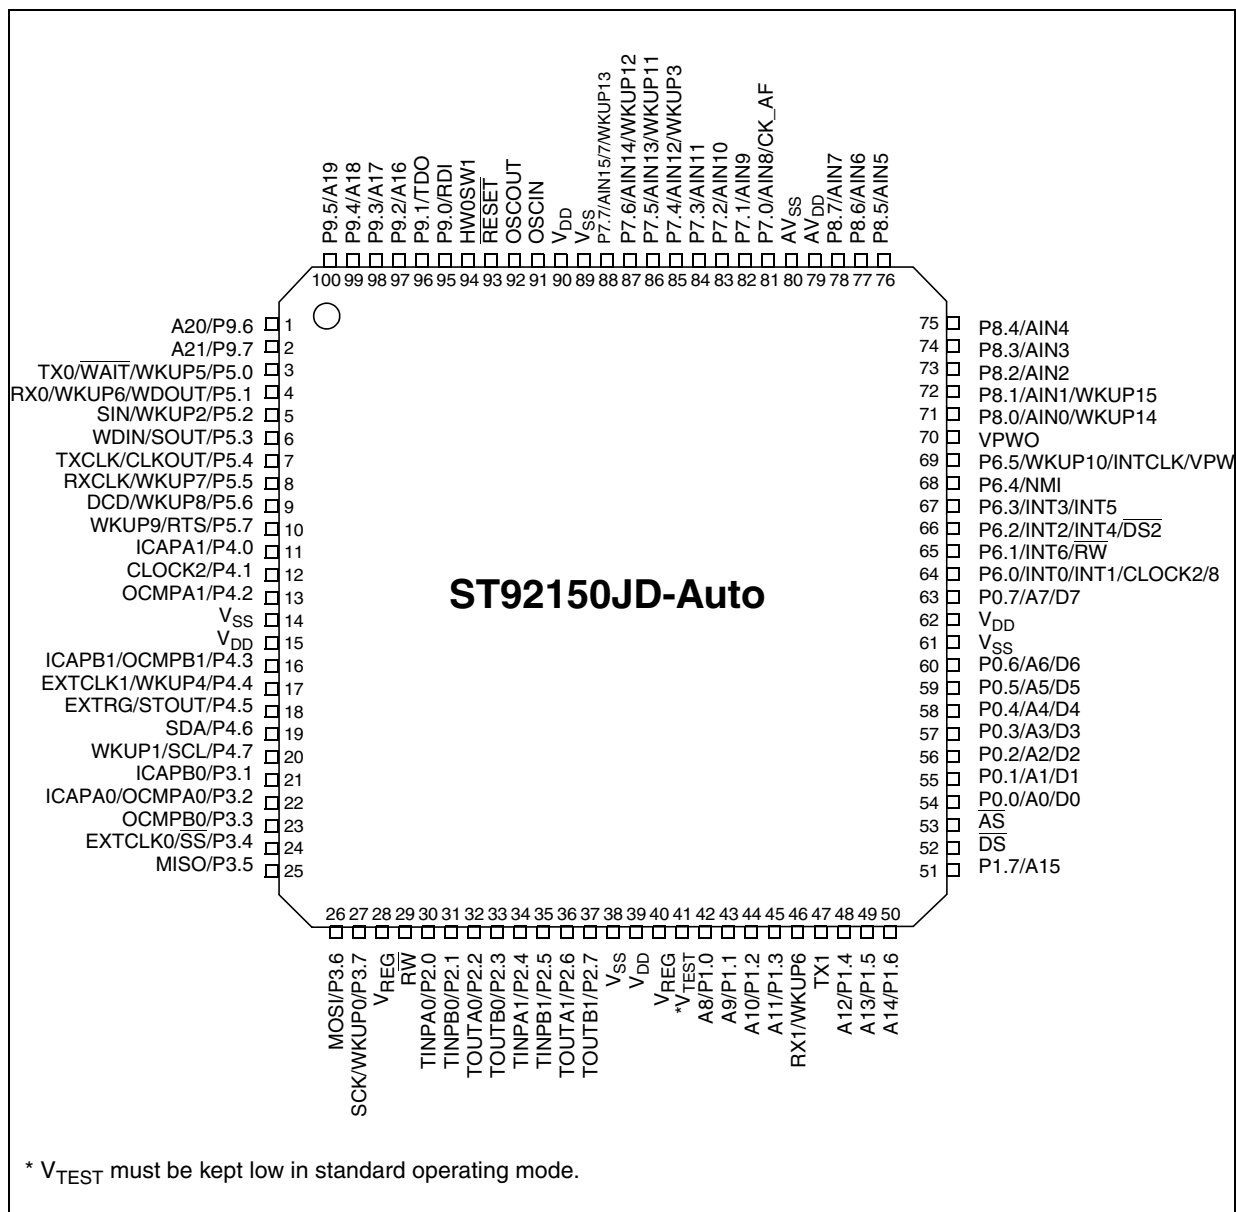 P9.5/A19
P9.4/A18
P9.3/A17
P9.2/A16
P9.1/TDO
P9.0/RDI
HW0SW1
RESET
OSCOUT
OSCIN
VDD
VSS
P7.7/AIN15/7/WKUP13
P7.6/AIN14/WKUP12
P7.5/AIN13/WKUP11
P7.4/AIN12/WKUP3
P7.3/AIN11
P7.2/AIN10
P7.1/AIN9
P7.0/AIN8/CK_AF
AVSS
AVDD
P8.7/AIN7
P8.6/AIN6
P8.5/AIN5
100 99 98 97 96 95 94 93 92 91 90 89 88 87 86 85 84 83 82 81 80 79 78 77 76
A20/P9.6 1
A21/P9.7 2
TX0/WAIT/WKUP5/P5.0 3
RX0/WKUP6/WDOUT/P5.1 4
SIN/WKUP2/P5.2 5
WDIN/SOUT/P5.3 6
TXCLK/CLKOUT/P5.4 7
RXCLK/WKUP7/P5.5 8
DCD/WKUP8/P5.6 9
WKUP9/RTS/P5.7 10
ICAPA1/P4.0 11
CLOCK2/P4.1 12
OCMPA1/P4.2 13
VSS 14
VDD 15
ICAPB1/OCMPB1/P4.3 16
EXTCLK1/WKUP4/P4.4 17
EXTRG/STOUT/P4.5 18
SDA/P4.6 19
WKUP1/SCL/P4.7 20
ICAPB0/P3.1 21
ICAPA0/OCMPA0/P3.2 22
OCMPB0/P3.3 23
EXTCLK0/SS/P3.4 24
MISO/P3.5 25
ST92150JD-Auto
75 P8.4/AIN4
74 P8.3/AIN3
73 P8.2/AIN2
72 P8.1/AIN1/WKUP15
71 P8.0/AIN0/WKUP14
70 VPWO
69 P6.5/WKUP10/INTCLK/VPW
68 P6.4/NMI
67 P6.3/INT3/INT5
66 P6.2/INT2/INT4/DS2
65 P6.1/INT6/RW
64 P6.0/INT0/INT1/CLOCK2/8
63 P0.7/A7/D7
62 VDD
61 VSS
60 P0.6/A6/D6
59 P0.5/A5/D5
58 P0.4/A4/D4
57 P0.3/A3/D3
56 P0.2/A2/D2
55 P0.1/A1/D1
54 P0.0/A0/D0
53 AS
52 DS
51 P1.7/A15
26 27 28 29 30 31 32 33 34 35 36 37 38 39 40 41 42 43 44 45 46 47 48 49 50
MOSI/P3.6
SCK/WKUP0/P3.7
VREG
RW
TINPA0/P2.0
TINPB0/P2.1
TOUTA0/P2.2
TOUTB0/P2.3
TINPA1/P2.4
TINPB1/P2.5
TOUTA1/P2.6
TOUTB1/P2.7
VSS
VDD
VREG
*VTEST
A8/P1.0
A9/P1.1
A10/P1.2
A11/P1.3
RX1/WKUP6
TX1
A12/P1.4
A13/P1.5
A14/P1.6
* VTEST must be kept low in standard operating mode.